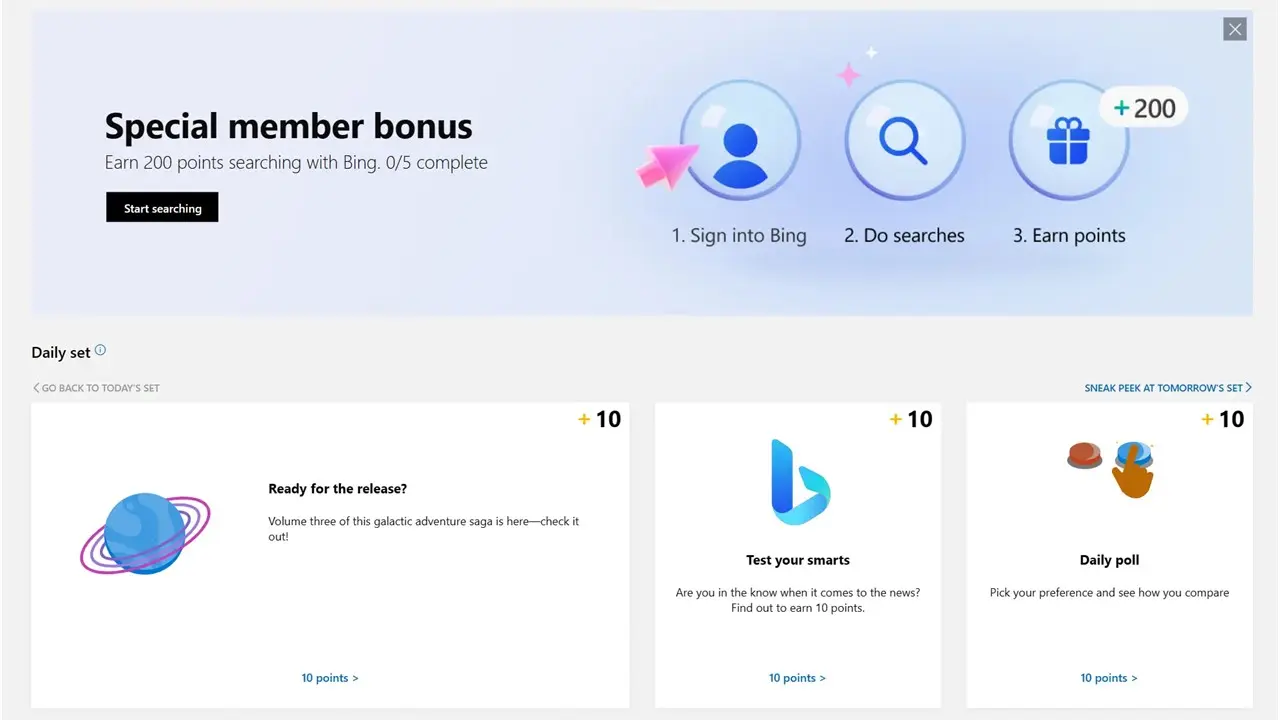 Special member bonus
Earn 200 points searching with Bing. 0/5 complete
Start searching
+200
1. Sign into Bing
2. Do searches
3. Earn points
Daily set
GO BACK TO TODAY'S SET
SNEAK PEEK AT TOMORROW'S SET
+ 10
Ready for the release?
Volume three of this galactic adventure saga is here—check it
out!
10 points >
+ 10
Test your smarts
Are you in the know when it comes to the news?
Find out to earn 10 points.
10 points >
+ 10
Daily poll
Pick your preference and see how you compare
10 points >